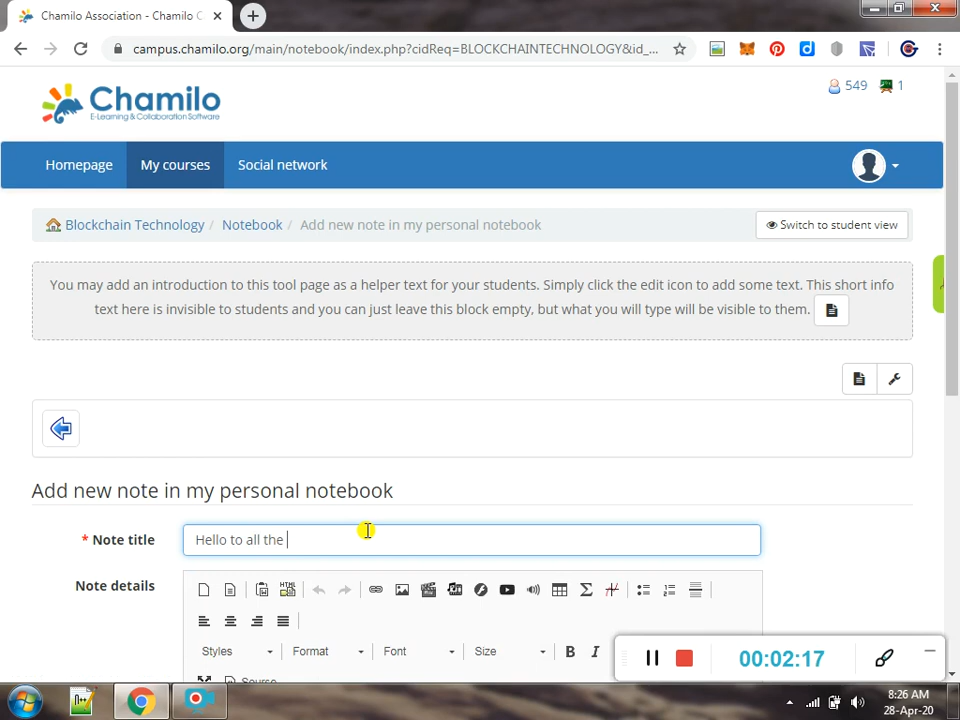 Chamilo Association - Chamilo C
campus.chamilo.org/main/notebook/index.php?cidReq=BLOCKCHAINTECHNOLOGY&id_...
Chamilo
E-Learning & Collaboration Software
549 1
Homepage My courses Social network
Blockchain Technology / Notebook / Add new note in my personal notebook
Switch to student view
You may add an introduction to this tool page as a helper text for your students. Simply click the edit icon to add some text. This short info
text here is invisible to students and you can just leave this block empty, but what you will type will be visible to them.
Add new note in my personal notebook
* Note title
Hello to all the
Note details
HTML
Styles Format Font Size B I
Source
00:02:17
8:26 AM
28-Apr-20